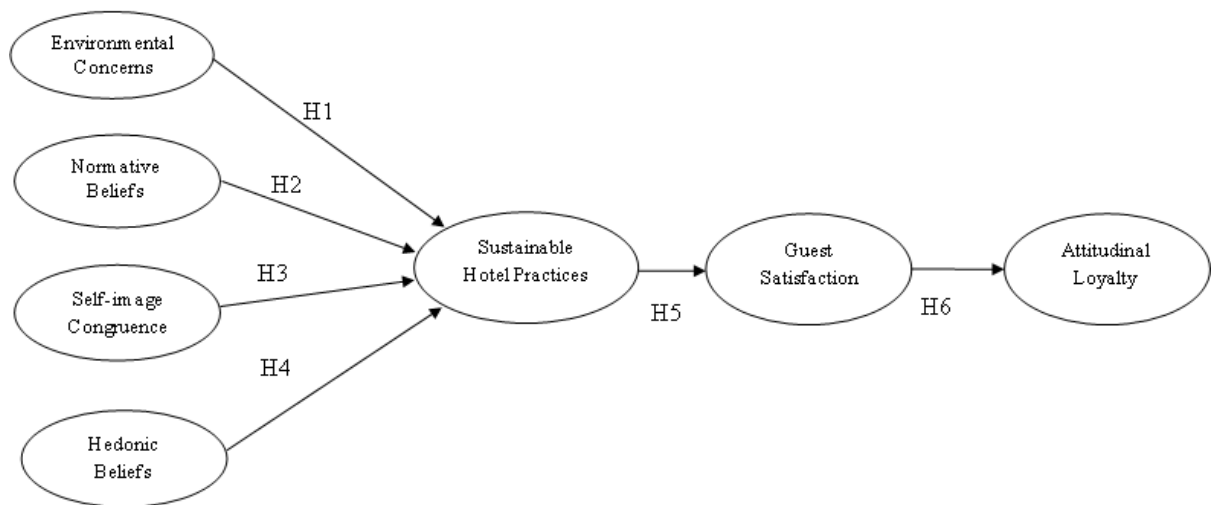 Environmental
Concerns
H1
Normative
Beliefs
H2
Self-image
Congruence
H3
Hedonic
Beliefs
H4
Sustainable
Hotel Practices
H5
Guest
Satisfaction
H6
Attitudinal
Loyalty